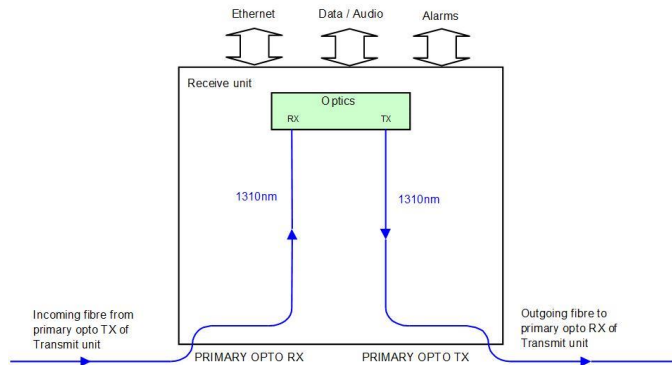 Ethernet
Data / Audio
Alarms
Receive unit
Optics
RX
TX
1310nm
1310nm
Incoming fibre from
primary opto TX of
Transmit unit
Outgoing fibre to
primary opto RX of
Transmit unit
PRIMARY OPTO RX
PRIMARY OPTO TX